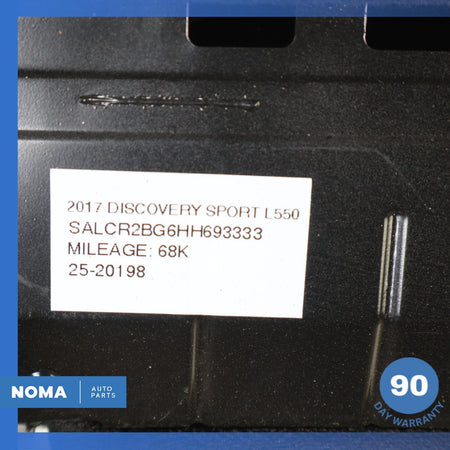 2017 DISCOVERY SPORT L550
SALCR2BG6HH693333
MILEAGE: 68K
25-20198
NOMA
AUTO
PARTS
90
DAY WARRANTY